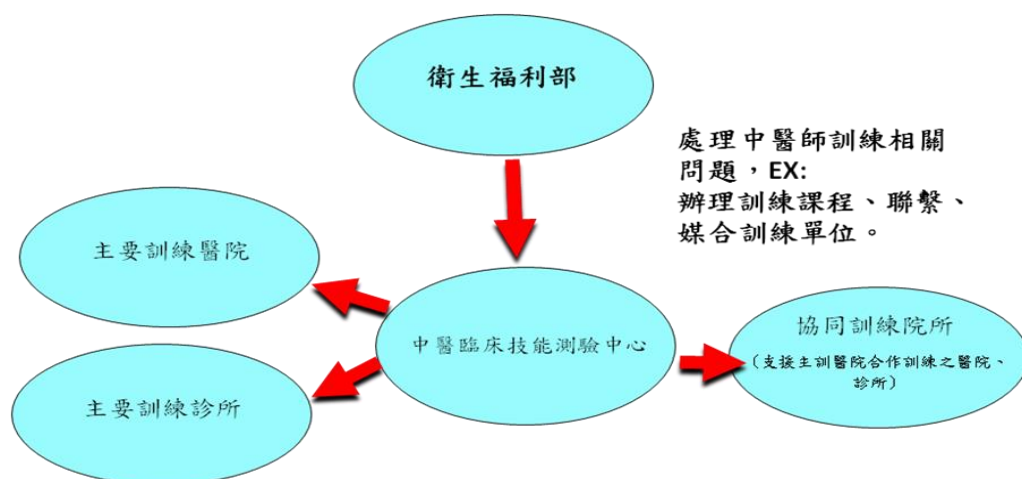 衛生福利部
處理中醫師訓練相關
問題，EX:
辦理訓練課程、聯繫、
媒合訓練單位。
主要訓練醫院
中醫臨床技能測驗中心
協同訓練院所
(支援主訓醫院合作訓練之醫院、
診所)
主要訓練診所